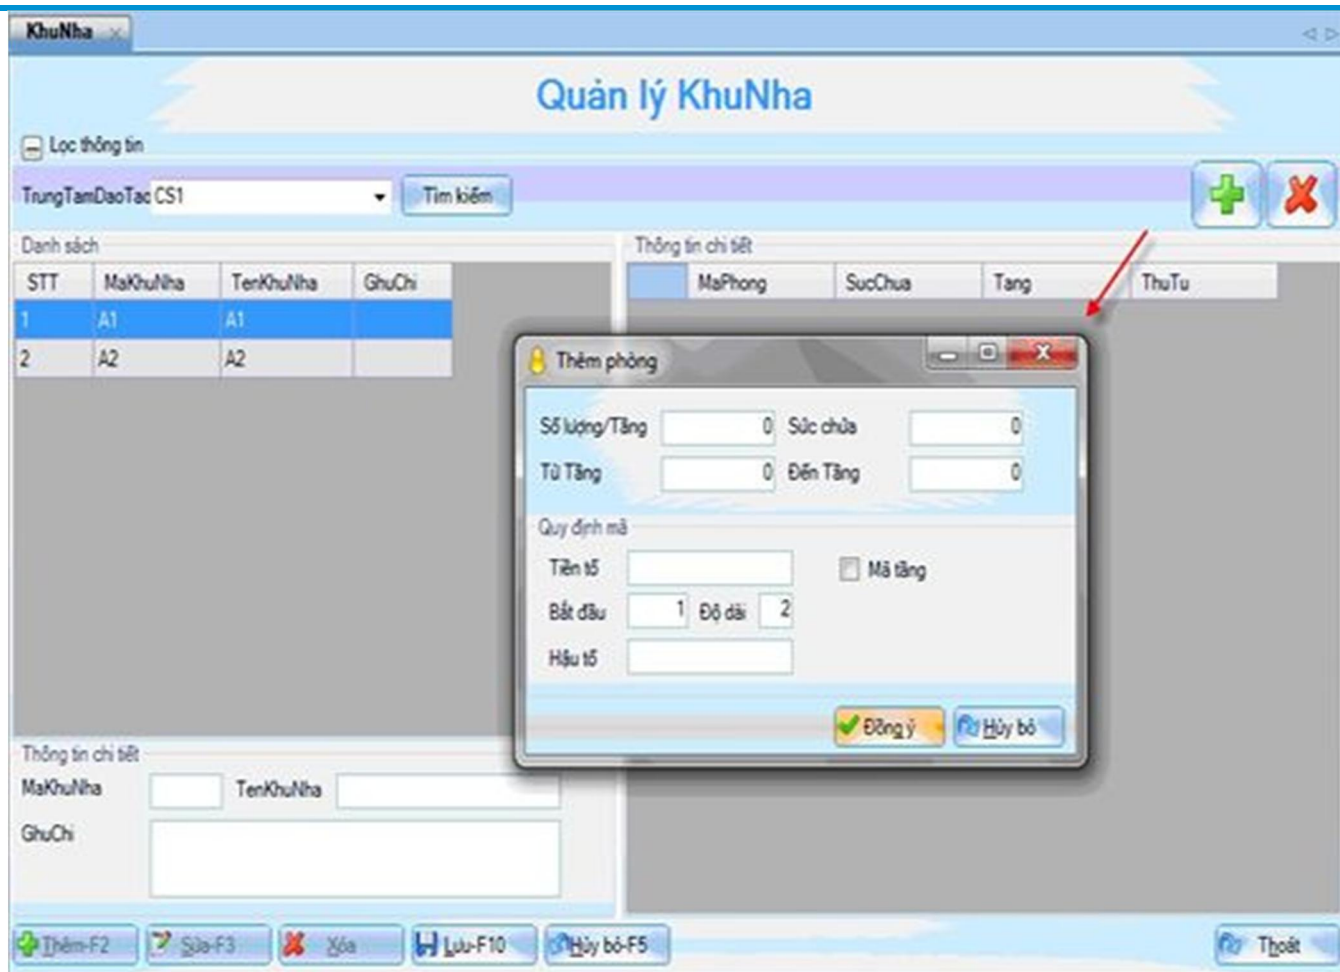 KhuNha
Quản lý KhuNha
Lọc thông tin
TrungTamDaoTac CS1 Tìm kiếm
Danh sách
STT MaKhuNha TenKhuNha GhuChi
1 A1 A1
2 A2 A2
Thông tin chi tiết
MaPhong SucChua Tang ThuTu
Thêm phòng
Số lượng/Tầng 0 Sức chứa 0
Từ Tầng 0 Đến Tầng 0
Quy định mã
Tiền tố Mã tầng
Bắt đầu 1 Độ dài 2
Hậu tố
Đồng ý Hủy bỏ
Thông tin chi tiết
MaKhuNha TenKhuNha
GhuChi
Thêm-F2 Sửa-F3 Xóa Lưu-F10 Hủy bỏ-F5 Thoát